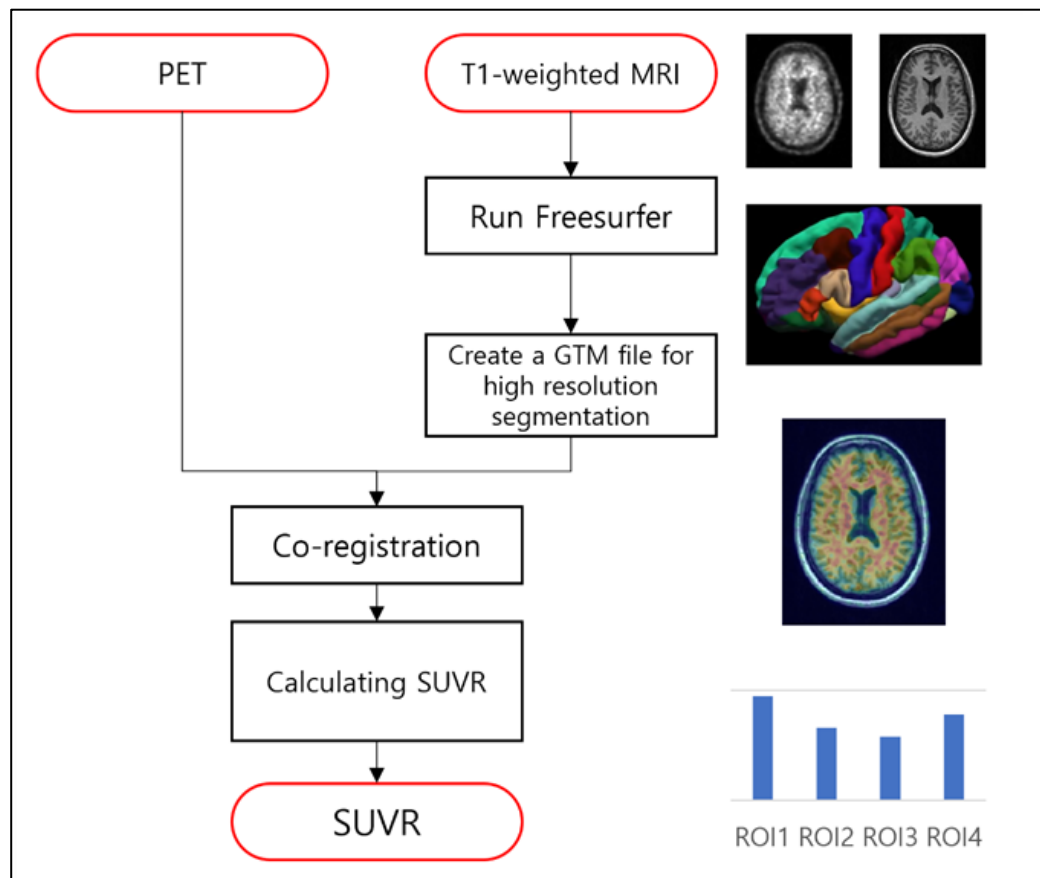 PET
T1-weighted MRI
Run Freesurfer
Create a GTM file for
high resolution
segmentation
Co-registration
Calculating SUVR
SUVR
ROI1 ROI2 ROI3 ROI4